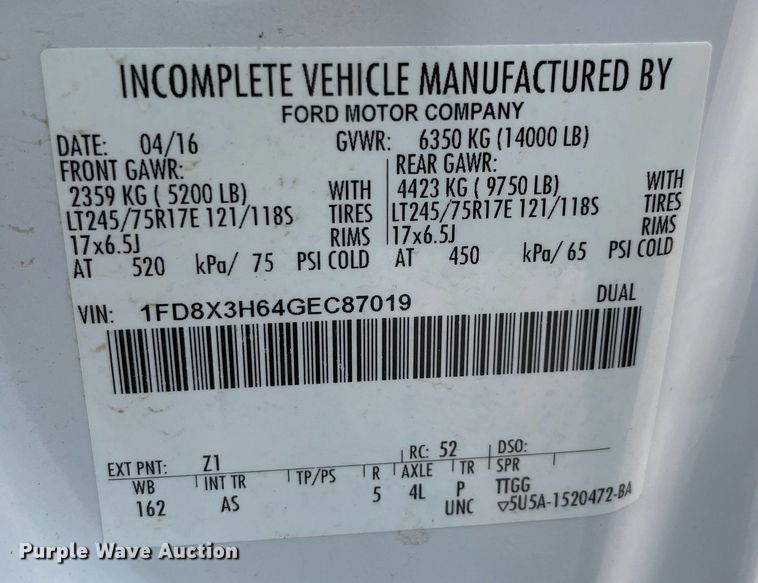 INCOMPLETE VEHICLE MANUFACTURED BY
FORD MOTOR COMPANY
DATE: 04/16 GVWR: 6350 KG (14000 LB)
FRONT GAWR: REAR GAWR:
2359 KG ( 5200 LB) WITH 4423 KG ( 9750 LB) WITH
LT245/75R17E 121/118S TIRES LT245/75R17E 121/118S TIRES
17x6.5J RIMS 17x6.5J RIMS
AT 520 kPa/ 75 PSI COLD AT 450 kPa/ 65 PSI COLD
VIN: 1FD8X3H64GEC87019 DUAL
EXT PNT: Z1 RC: 52 DSO:
WB INT TR TP/PS R AXLE TR SPR
162 AS 5 4L P TTGG
UNC ▽5U5A-1520472-BA
Purple Wave Auction